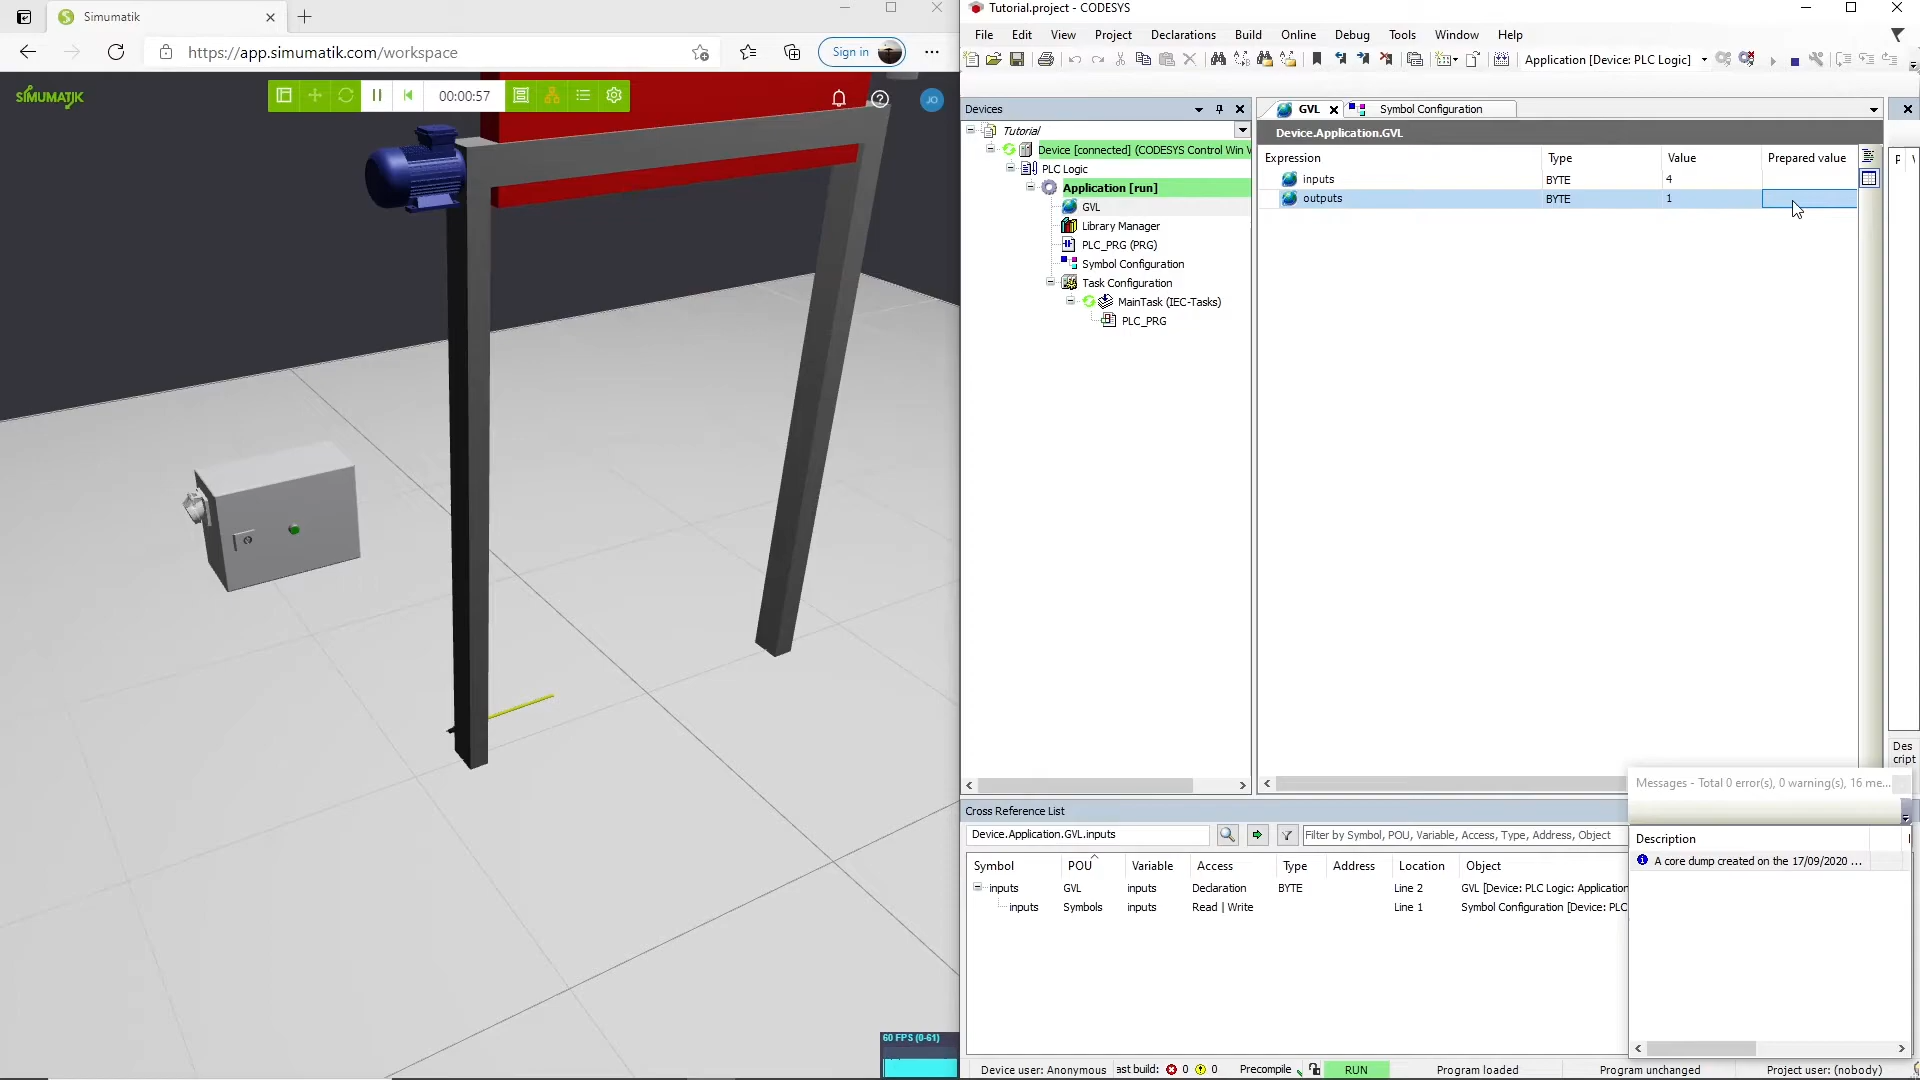 Simumatik
https://app.simumatik.com/workspace
Sign in
SIMUMATIK
00:00:57
JO
60 FPS (0-61)
Tutorial.project - CODESYS
File Edit View Project Declarations Build Online Debug Tools Window Help
Application [Device: PLC Logic]
Devices
Tutorial
Device [connected] (CODESYS Control Win V
PLC Logic
Application [run]
GVL
Library Manager
PLC_PRG (PRG)
Symbol Configuration
Task Configuration
MainTask (IEC-Tasks)
PLC_PRG
GVL Symbol Configuration
Device.Application.GVL
Expression Type Value Prepared value
inputs BYTE 4
outputs BYTE 1
Des
cript
Cross Reference List
Device.Application.GVL.inputs Filter by Symbol, POU, Variable, Access, Type, Address, Object
Symbol POU Variable Access Type Address Location Object
inputs GVL inputs Declaration BYTE Line 2 GVL [Device: PLC Logic: Application
inputs Symbols inputs Read | Write Line 1 Symbol Configuration [Device: PLC
Messages - Total 0 error(s), 0 warning(s), 16 me...
Description
A core dump created on the 17/09/2020 ...
Device user: Anonymous ast build: 0 0 Precompile RUN Program loaded Program unchanged Project user: (nobody)